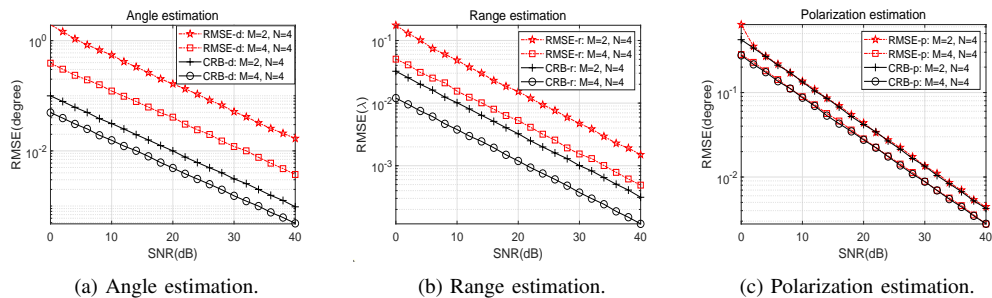 Angle estimation
RMSE-d: M=2, N=4
RMSE-d: M=4, N=4
CRB-d: M=2, N=4
CRB-d: M=4, N=4
10^0
10^-2
RMSE(degree)
0 10 20 30 40
SNR(dB)
(a) Angle estimation.
Range estimation
RMSE-r: M=2, N=4
RMSE-r: M=4, N=4
CRB-r: M=2, N=4
CRB-r: M=4, N=4
10^-1
10^-2
10^-3
RMSE(λ)
0 10 20 30 40
SNR(dB)
(b) Range estimation.
Polarization estimation
RMSE-p: M=2, N=4
RMSE-p: M=4, N=4
CRB-p: M=2, N=4
CRB-p: M=4, N=4
10^-1
10^-2
RMSE(degree)
0 10 20 30 40
SNR(dB)
(c) Polarization estimation.